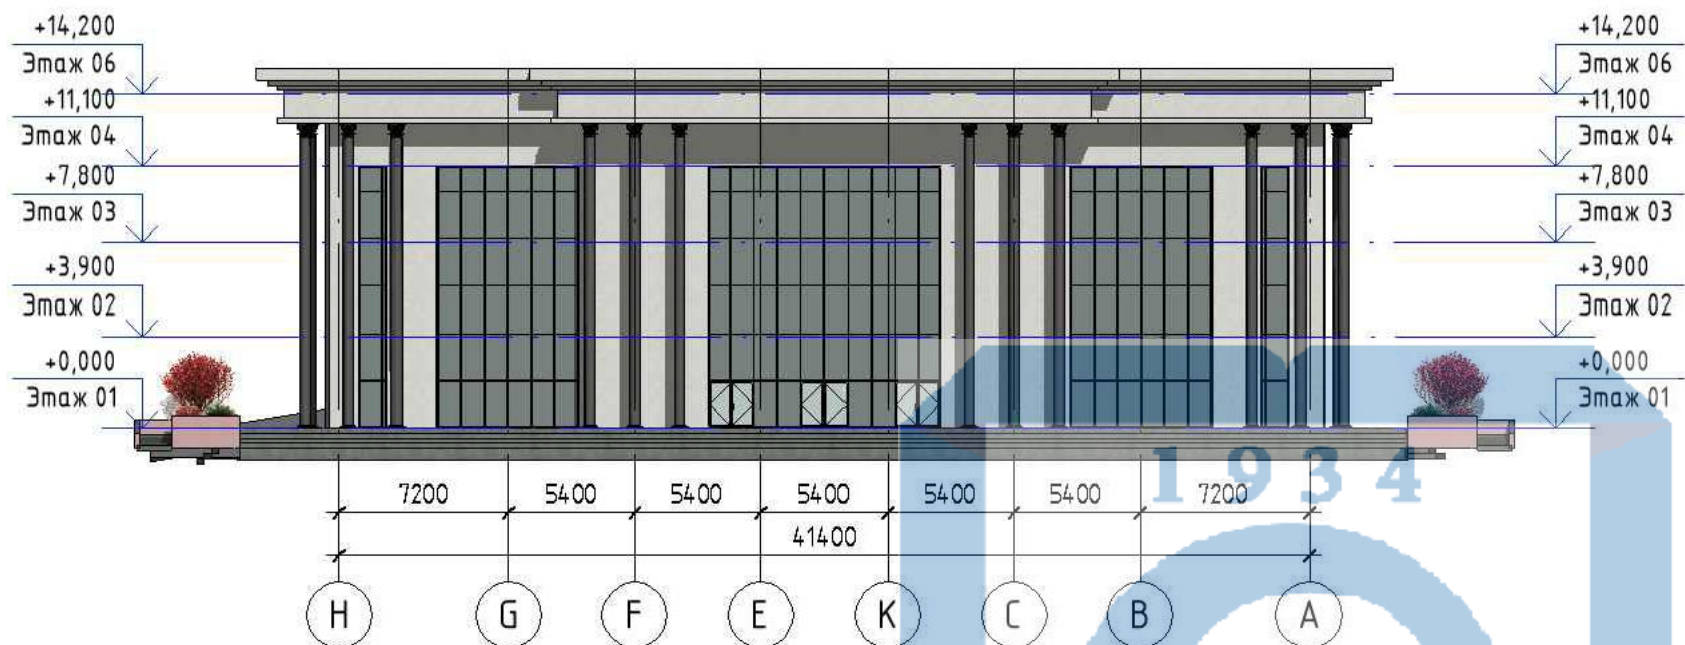 +14,200 +14,200
Этаж 06 Этаж 06
+11,100 +11,100
Этаж 04 Этаж 04
+7,800 +7,800
Этаж 03 Этаж 03
+3,900 +3,900
Этаж 02 Этаж 02
+0,000 +0,000
Этаж 01 Этаж 01
1934
7200 5400 5400 5400 5400 5400 7200
41400
H G F E K C B A